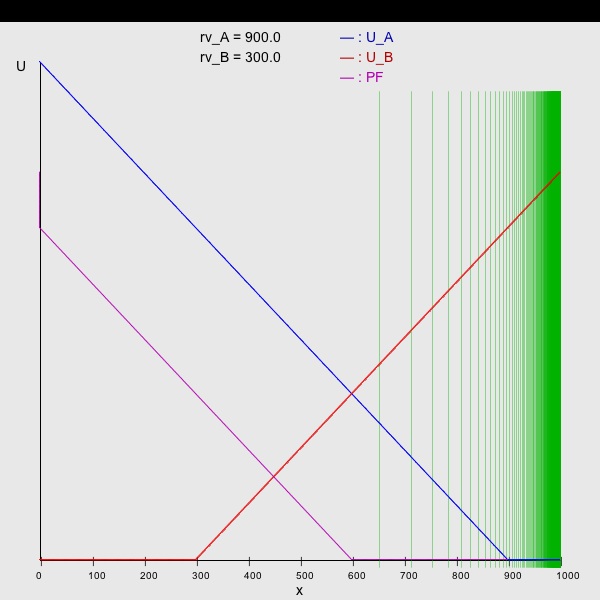 rv_A = 900.0 — : U_A
rv_B = 300.0 — : U_B
— : PF
U
0 100 200 300 400 500 600 700 800 900 1000
x